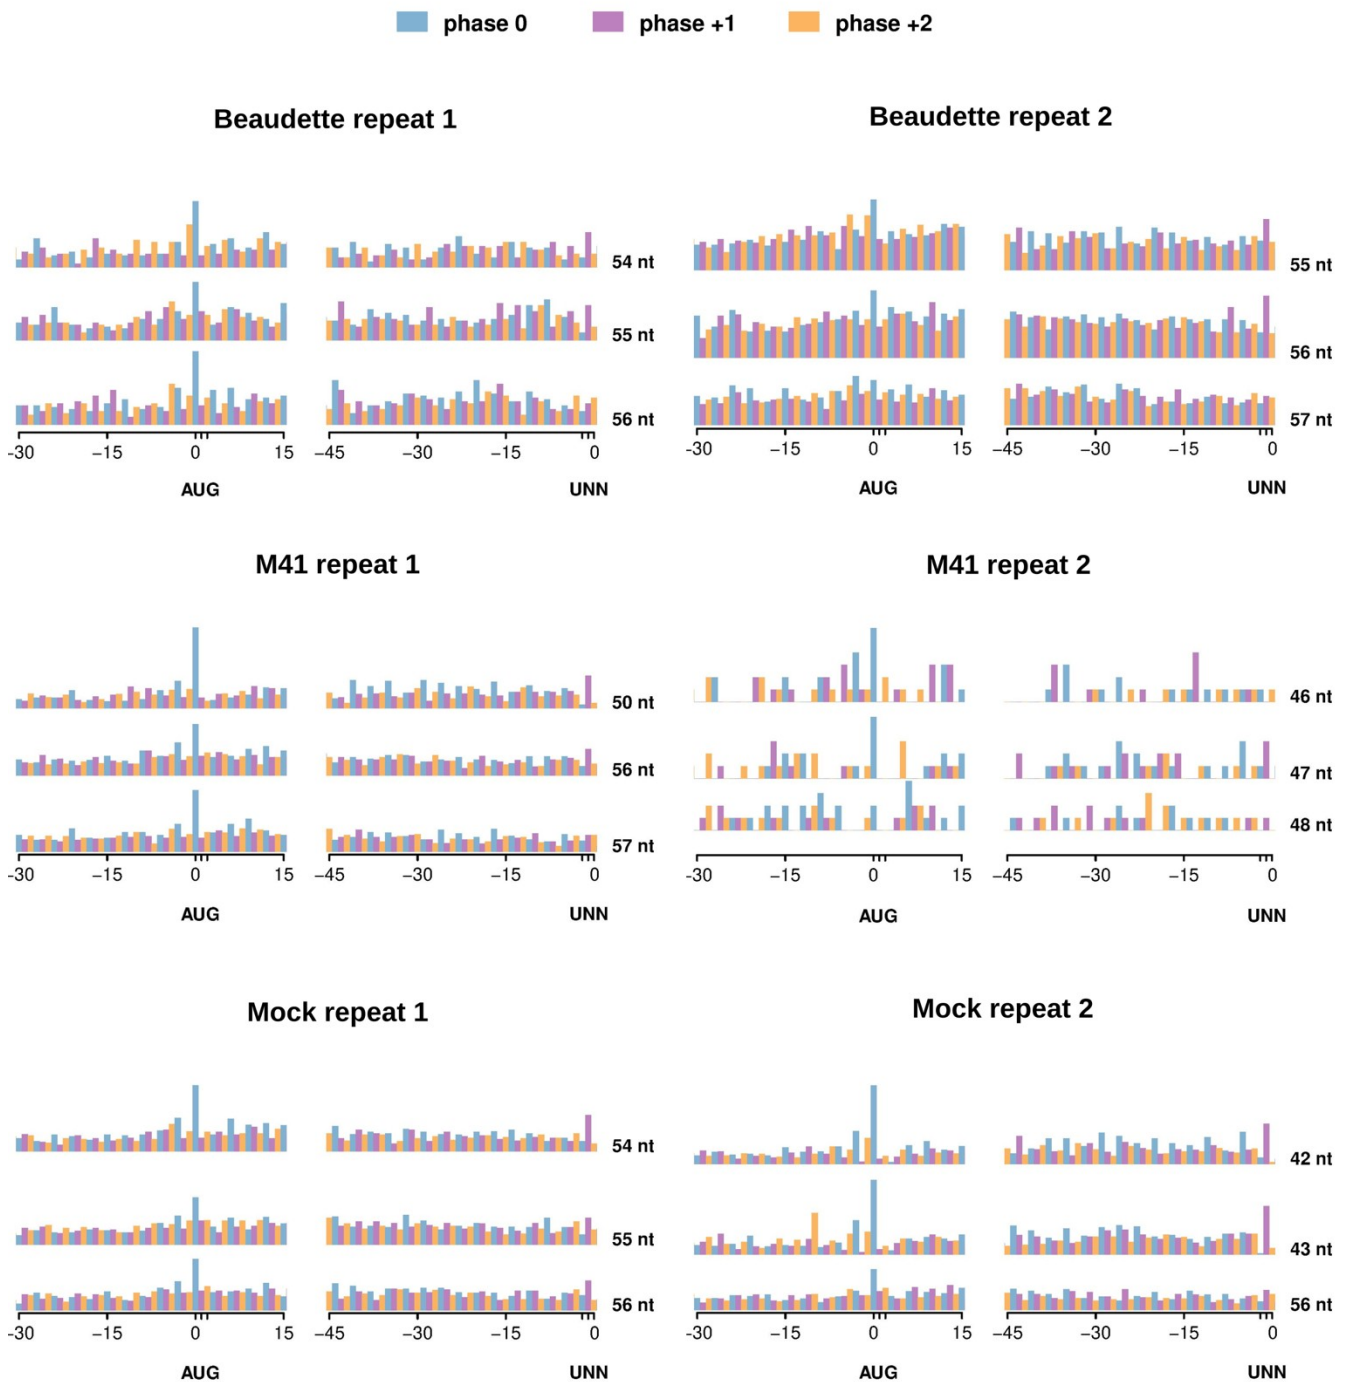 phase 0 phase +1 phase +2
Beaudette repeat 1 Beaudette repeat 2
54 nt
55 nt
56 nt
-30 −15 0 15 −45 −30 −15 0
AUG UNN
55 nt
56 nt
57 nt
-30 −15 0 15 −45 −30 −15 0
AUG UNN
M41 repeat 1 M41 repeat 2
50 nt
56 nt
57 nt
-30 −15 0 15 −45 −30 −15 0
AUG UNN
46 nt
47 nt
48 nt
-30 −15 0 15 −45 −30 −15 0
AUG UNN
Mock repeat 1 Mock repeat 2
54 nt
55 nt
56 nt
-30 −15 0 15 −45 −30 −15 0
AUG UNN
42 nt
43 nt
56 nt
-30 −15 0 15 −45 −30 −15 0
AUG UNN